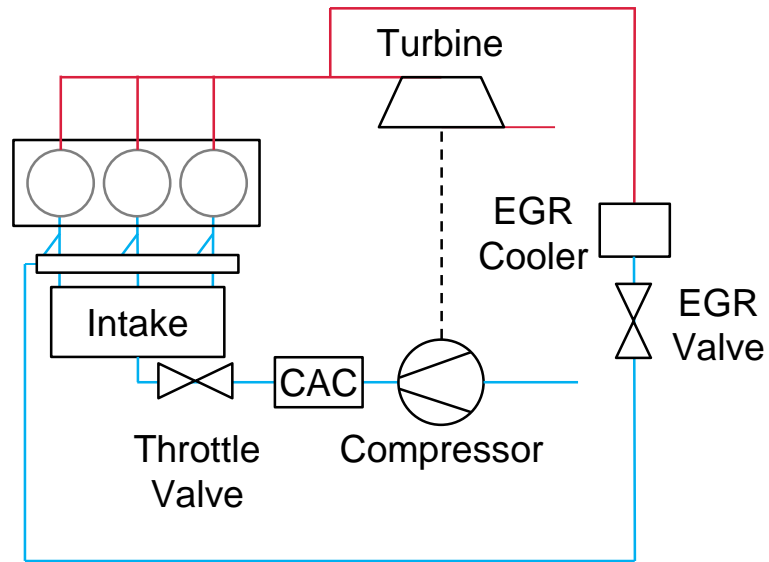 Turbine
EGR
Cooler
EGR
Valve
Intake
CAC
Throttle
Valve
Compressor